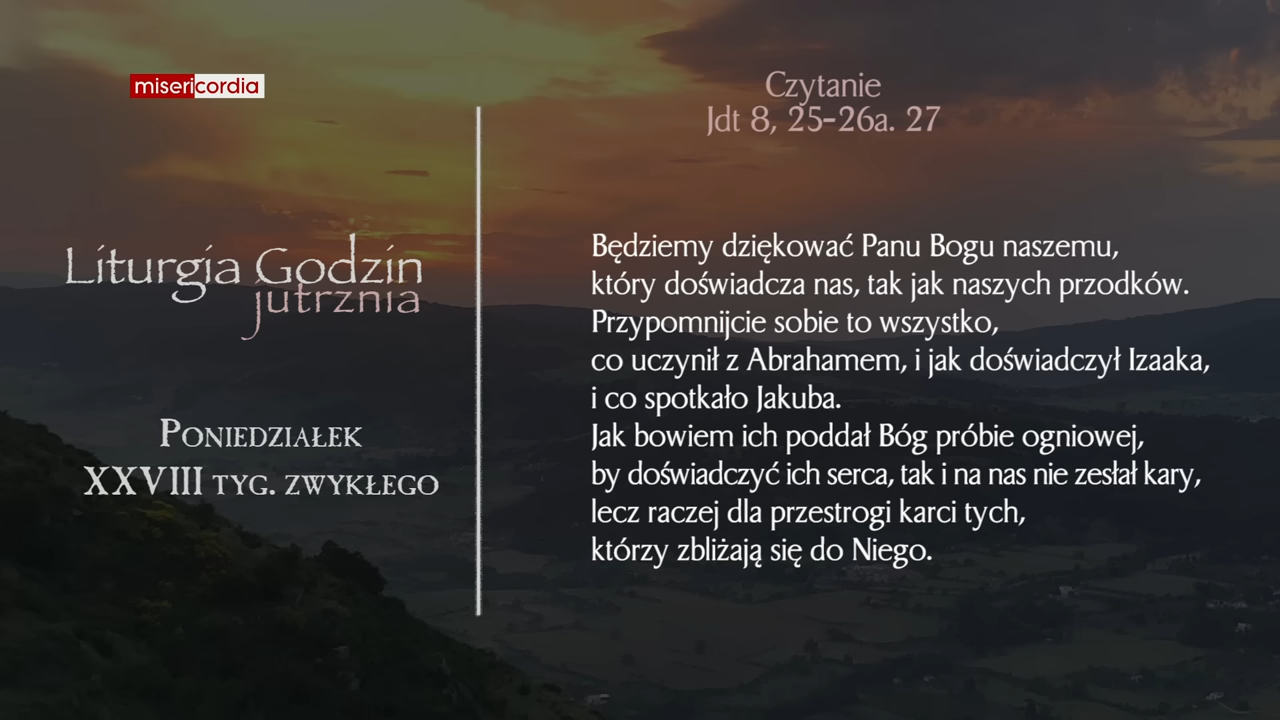 misericordia
Liturgia Godzin
jutrznia
Poniedziałek
XXVIII tyg. zwykłego
Czytanie
Jdt 8, 25-26a. 27
Będziemy dziękować Panu Bogu naszemu,
który doświadcza nas, tak jak naszych przodków.
Przypomnijcie sobie to wszystko,
co uczynił z Abrahamem, i jak doświadczył Izaaka,
i co spotkało Jakuba.
Jak bowiem ich poddał Bóg próbie ogniowej,
by doświadczyć ich serca, tak i na nas nie zesłał kary,
lecz raczej dla przestrogi karci tych,
którzy zbliżają się do Niego.